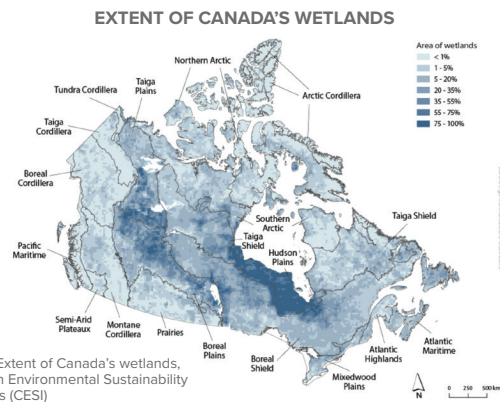 EXTENT OF CANADA'S WETLANDS
Area of wetlands
< 1%
1 - 5%
5 - 20%
20 - 35%
35 - 55%
55 - 75%
75 - 100%
Northern Arctic
Taiga
Plains
Tundra Cordillera
Arctic Cordillera
Taiga
Cordillera
Boreal
Cordillera
Southern
Arctic
Taiga Shield
Taiga
Shield
Hudson
Plains
Pacific
Maritime
Semi-Arid
Plateaux
Montane
Cordillera
Prairies
Boreal
Plains
Boreal
Shield
Mixedwood
Plains
Atlantic
Highlands
Atlantic
Maritime
N
0 250 500 km
Extent of Canada's wetlands,
Environmental Sustainability
(CESI)